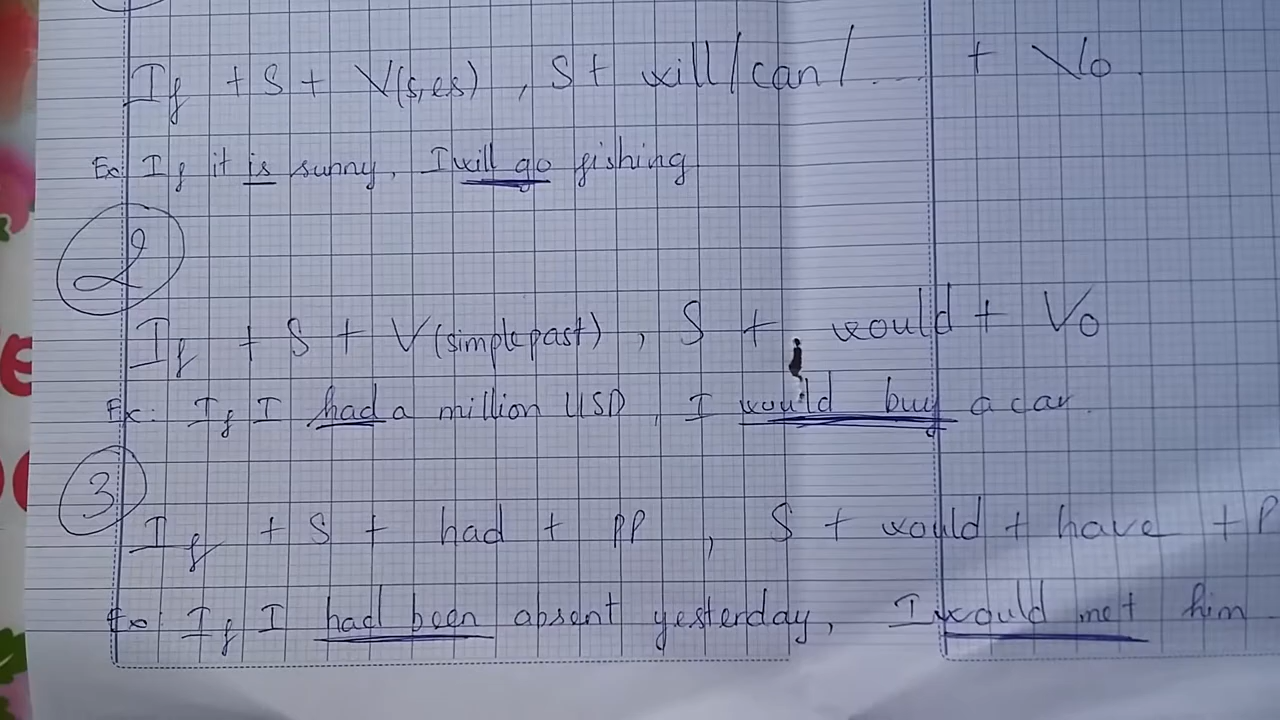 If + S + V(s,es) , S + will/can/..... + Vo
Ex: If it is sunny, I will go fishing
2
If + S + V(simple past) , S + would + Vo
Ex: If I had a million USD, I would buy a car.
3
If + S + had + PP , S + would + have + P
Ex: If I had been absent yesterday, I would met him.